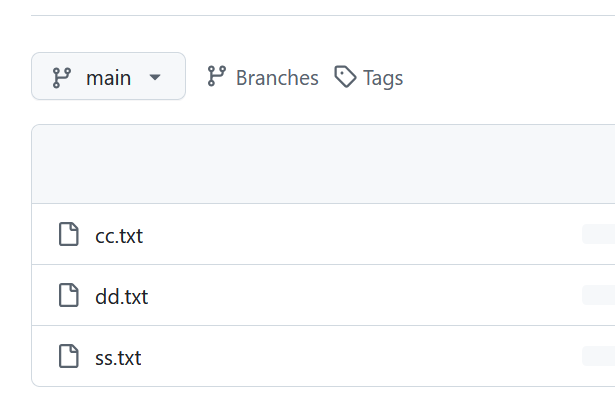 main Branches Tags
cc.txt
dd.txt
ss.txt